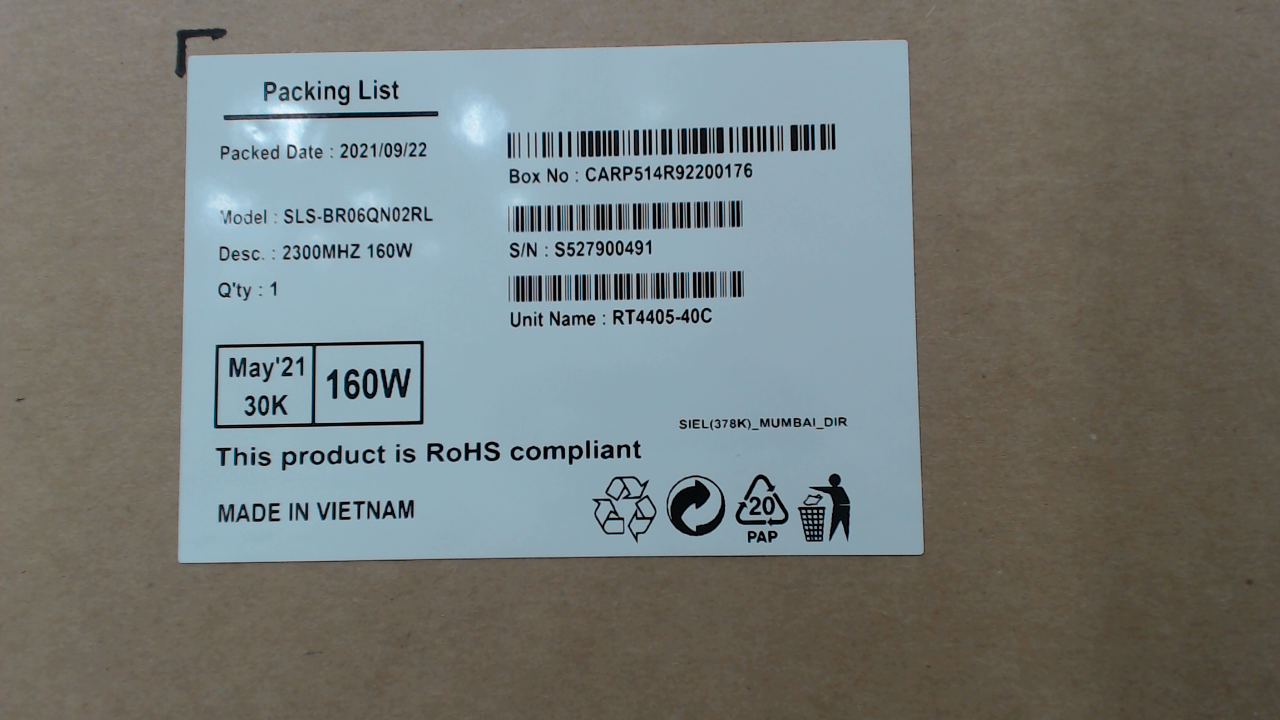 Packing List
Packed Date : 2021/09/22
Box No : CARP514R92200176
Model : SLS-BR06QN02RL
S/N : S527900491
Desc. : 2300MHZ 160W
Q'ty : 1
Unit Name : RT4405-40C
May'21
30K
160W
SIEL(378K)_MUMBAI_DIR
This product is RoHS compliant
MADE IN VIETNAM
20
PAP